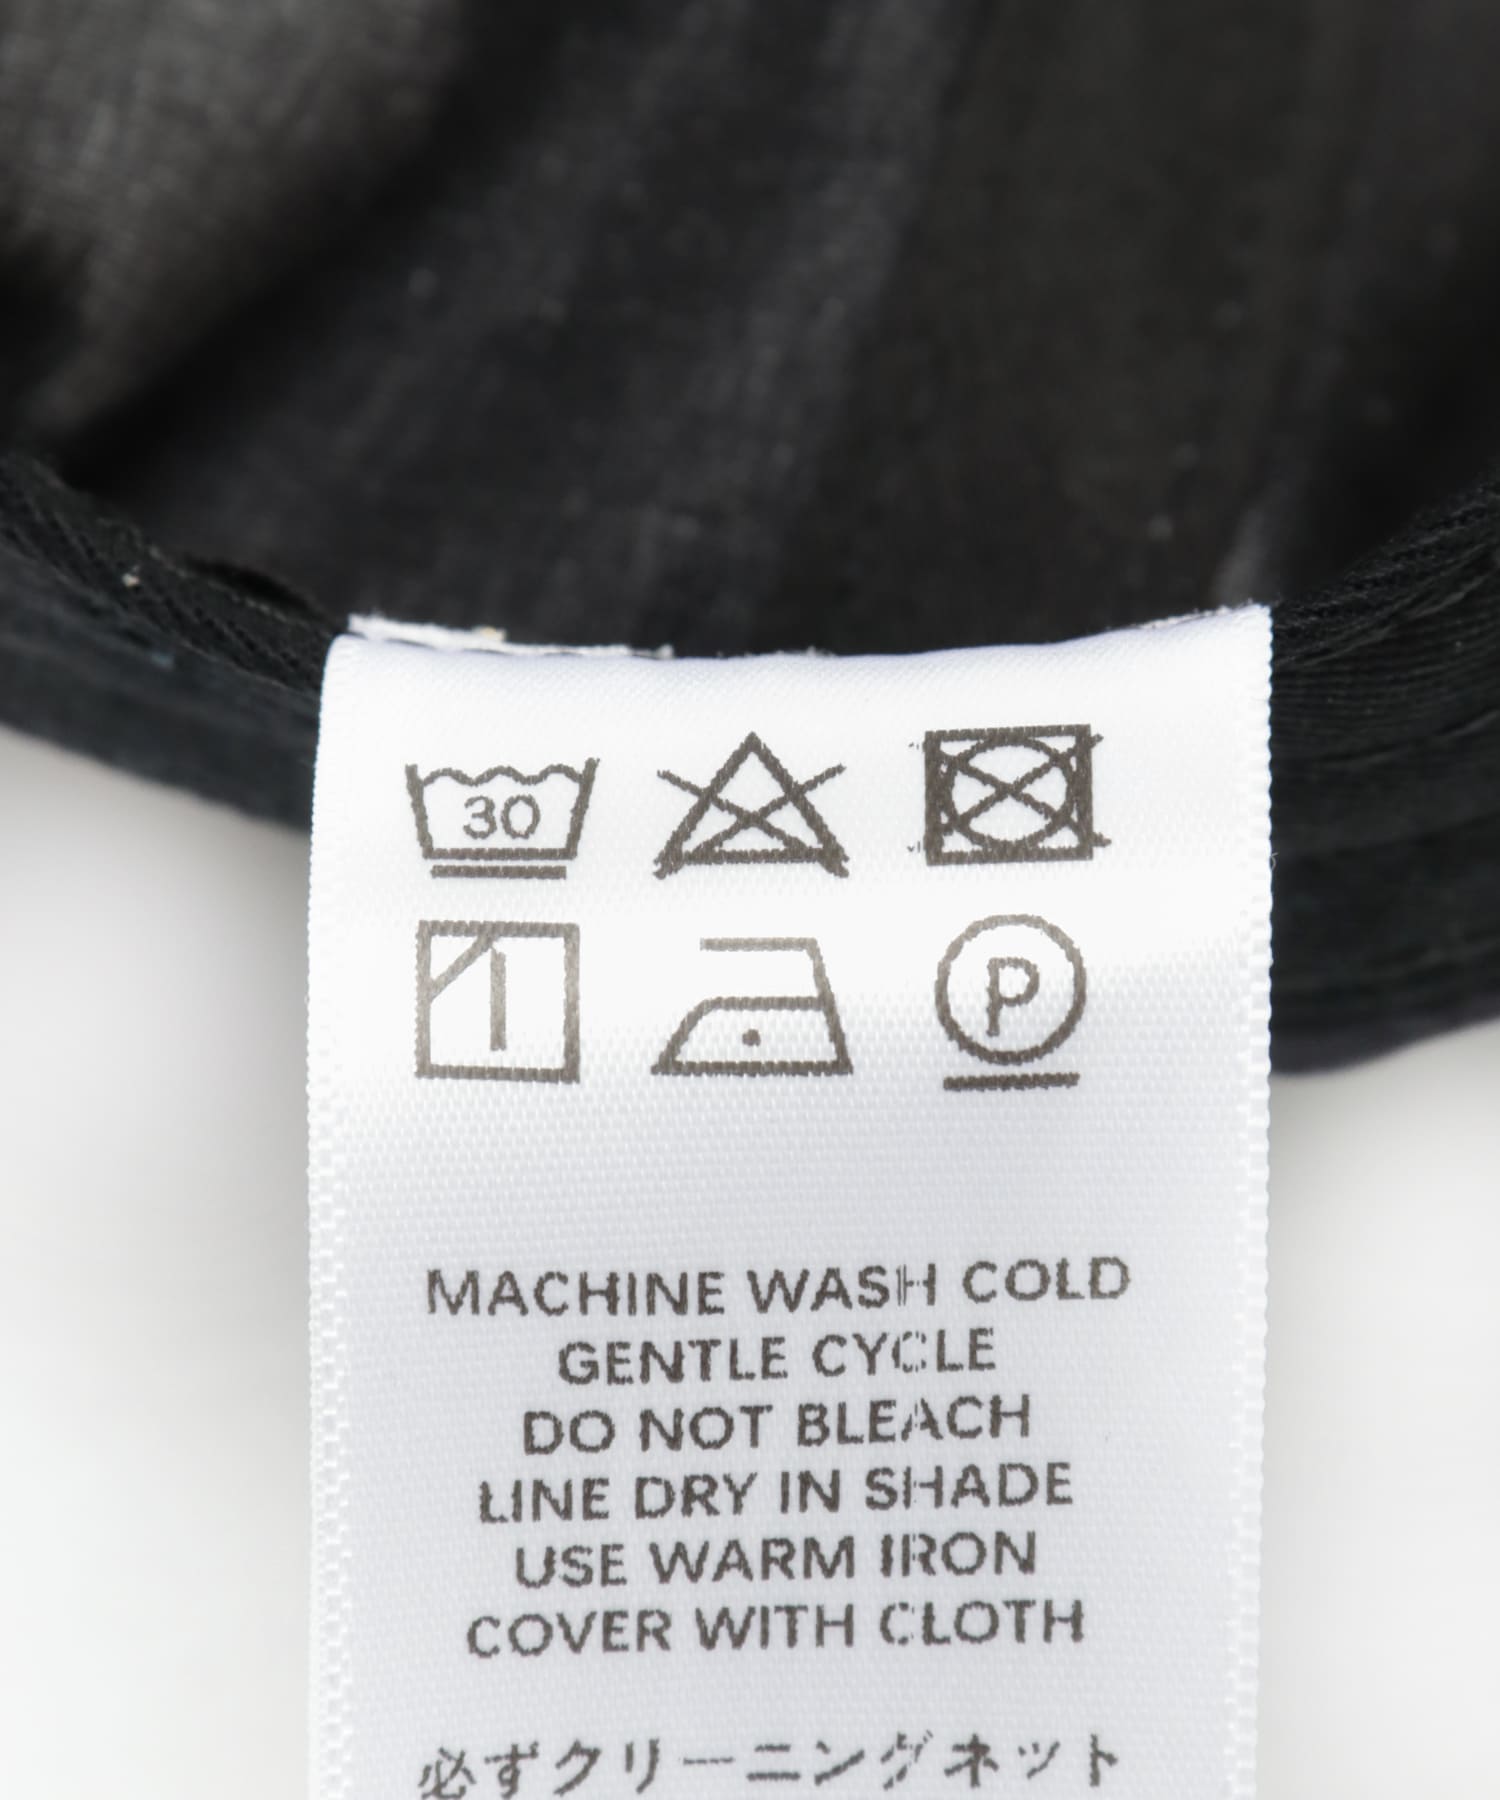 30
P
MACHINE WASH COLD
GENTLE CYCLE
DO NOT BLEACH
LINE DRY IN SHADE
USE WARM IRON
COVER WITH CLOTH
必ずクリーニングネット